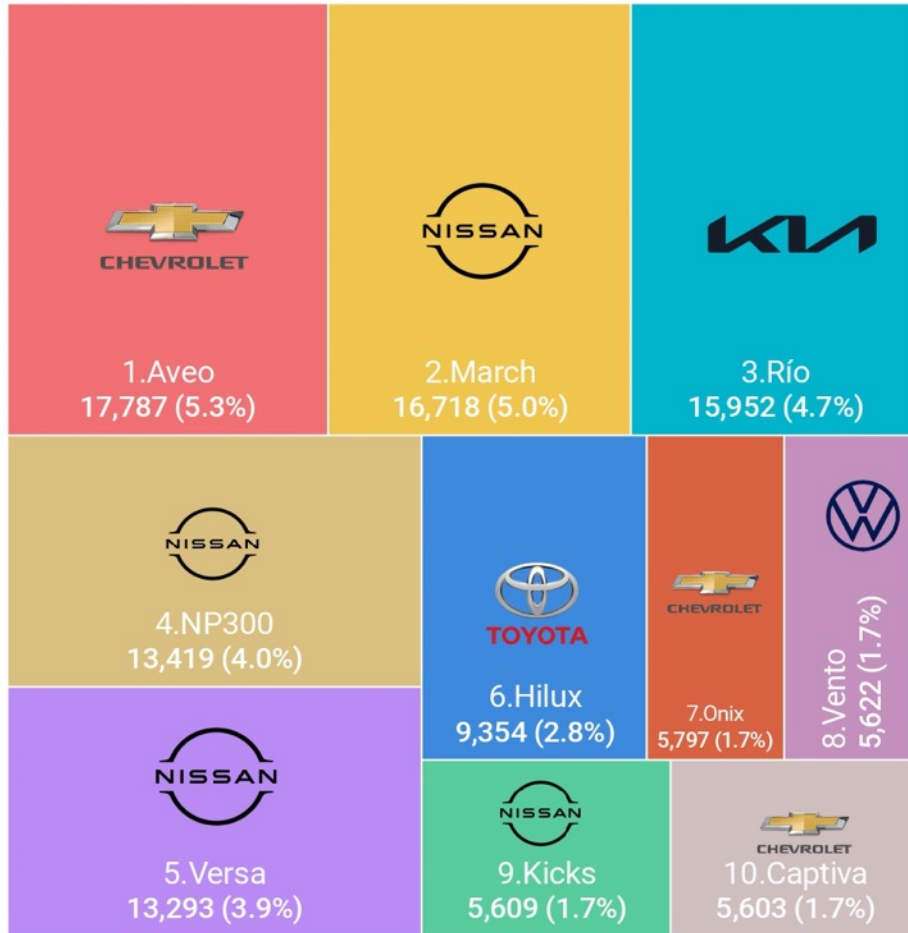 CHEVROLET
1.Aveo
17,787 (5.3%)
NISSAN
2.March
16,718 (5.0%)
KIA
3.Río
15,952 (4.7%)
NISSAN
4.NP300
13,419 (4.0%)
NISSAN
5.Versa
13,293 (3.9%)
TOYOTA
6.Hilux
9,354 (2.8%)
CHEVROLET
7.Onix
5,797 (1.7%)
VW
8.Vento
5,622 (1.7%)
NISSAN
9.Kicks
5,609 (1.7%)
CHEVROLET
10.Captiva
5,603 (1.7%)